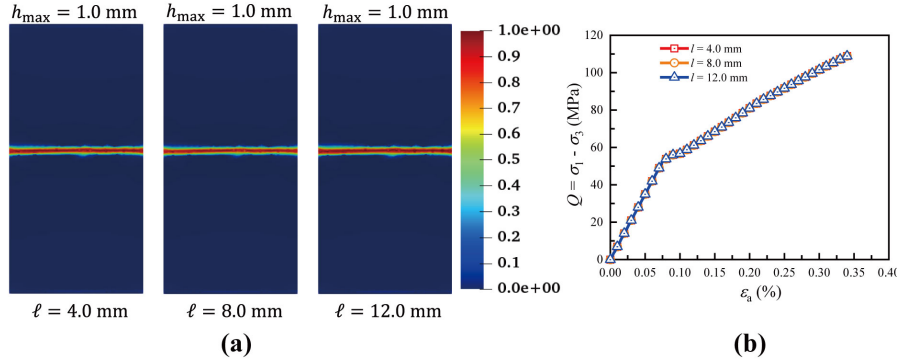 h_max = 1.0 mm h_max = 1.0 mm h_max = 1.0 mm
1.0e+00
0.9
0.8
0.7
0.6
0.5
0.4
0.3
0.2
0.1
0.0e+00
ℓ = 4.0 mm ℓ = 8.0 mm ℓ = 12.0 mm
(a)
Q = σ1 - σ3 (MPa)
120
100
80
60
40
20
0
l = 4.0 mm
l = 8.0 mm
l = 12.0 mm
0.00 0.05 0.10 0.15 0.20 0.25 0.30 0.35 0.40
εa (%)
(b)